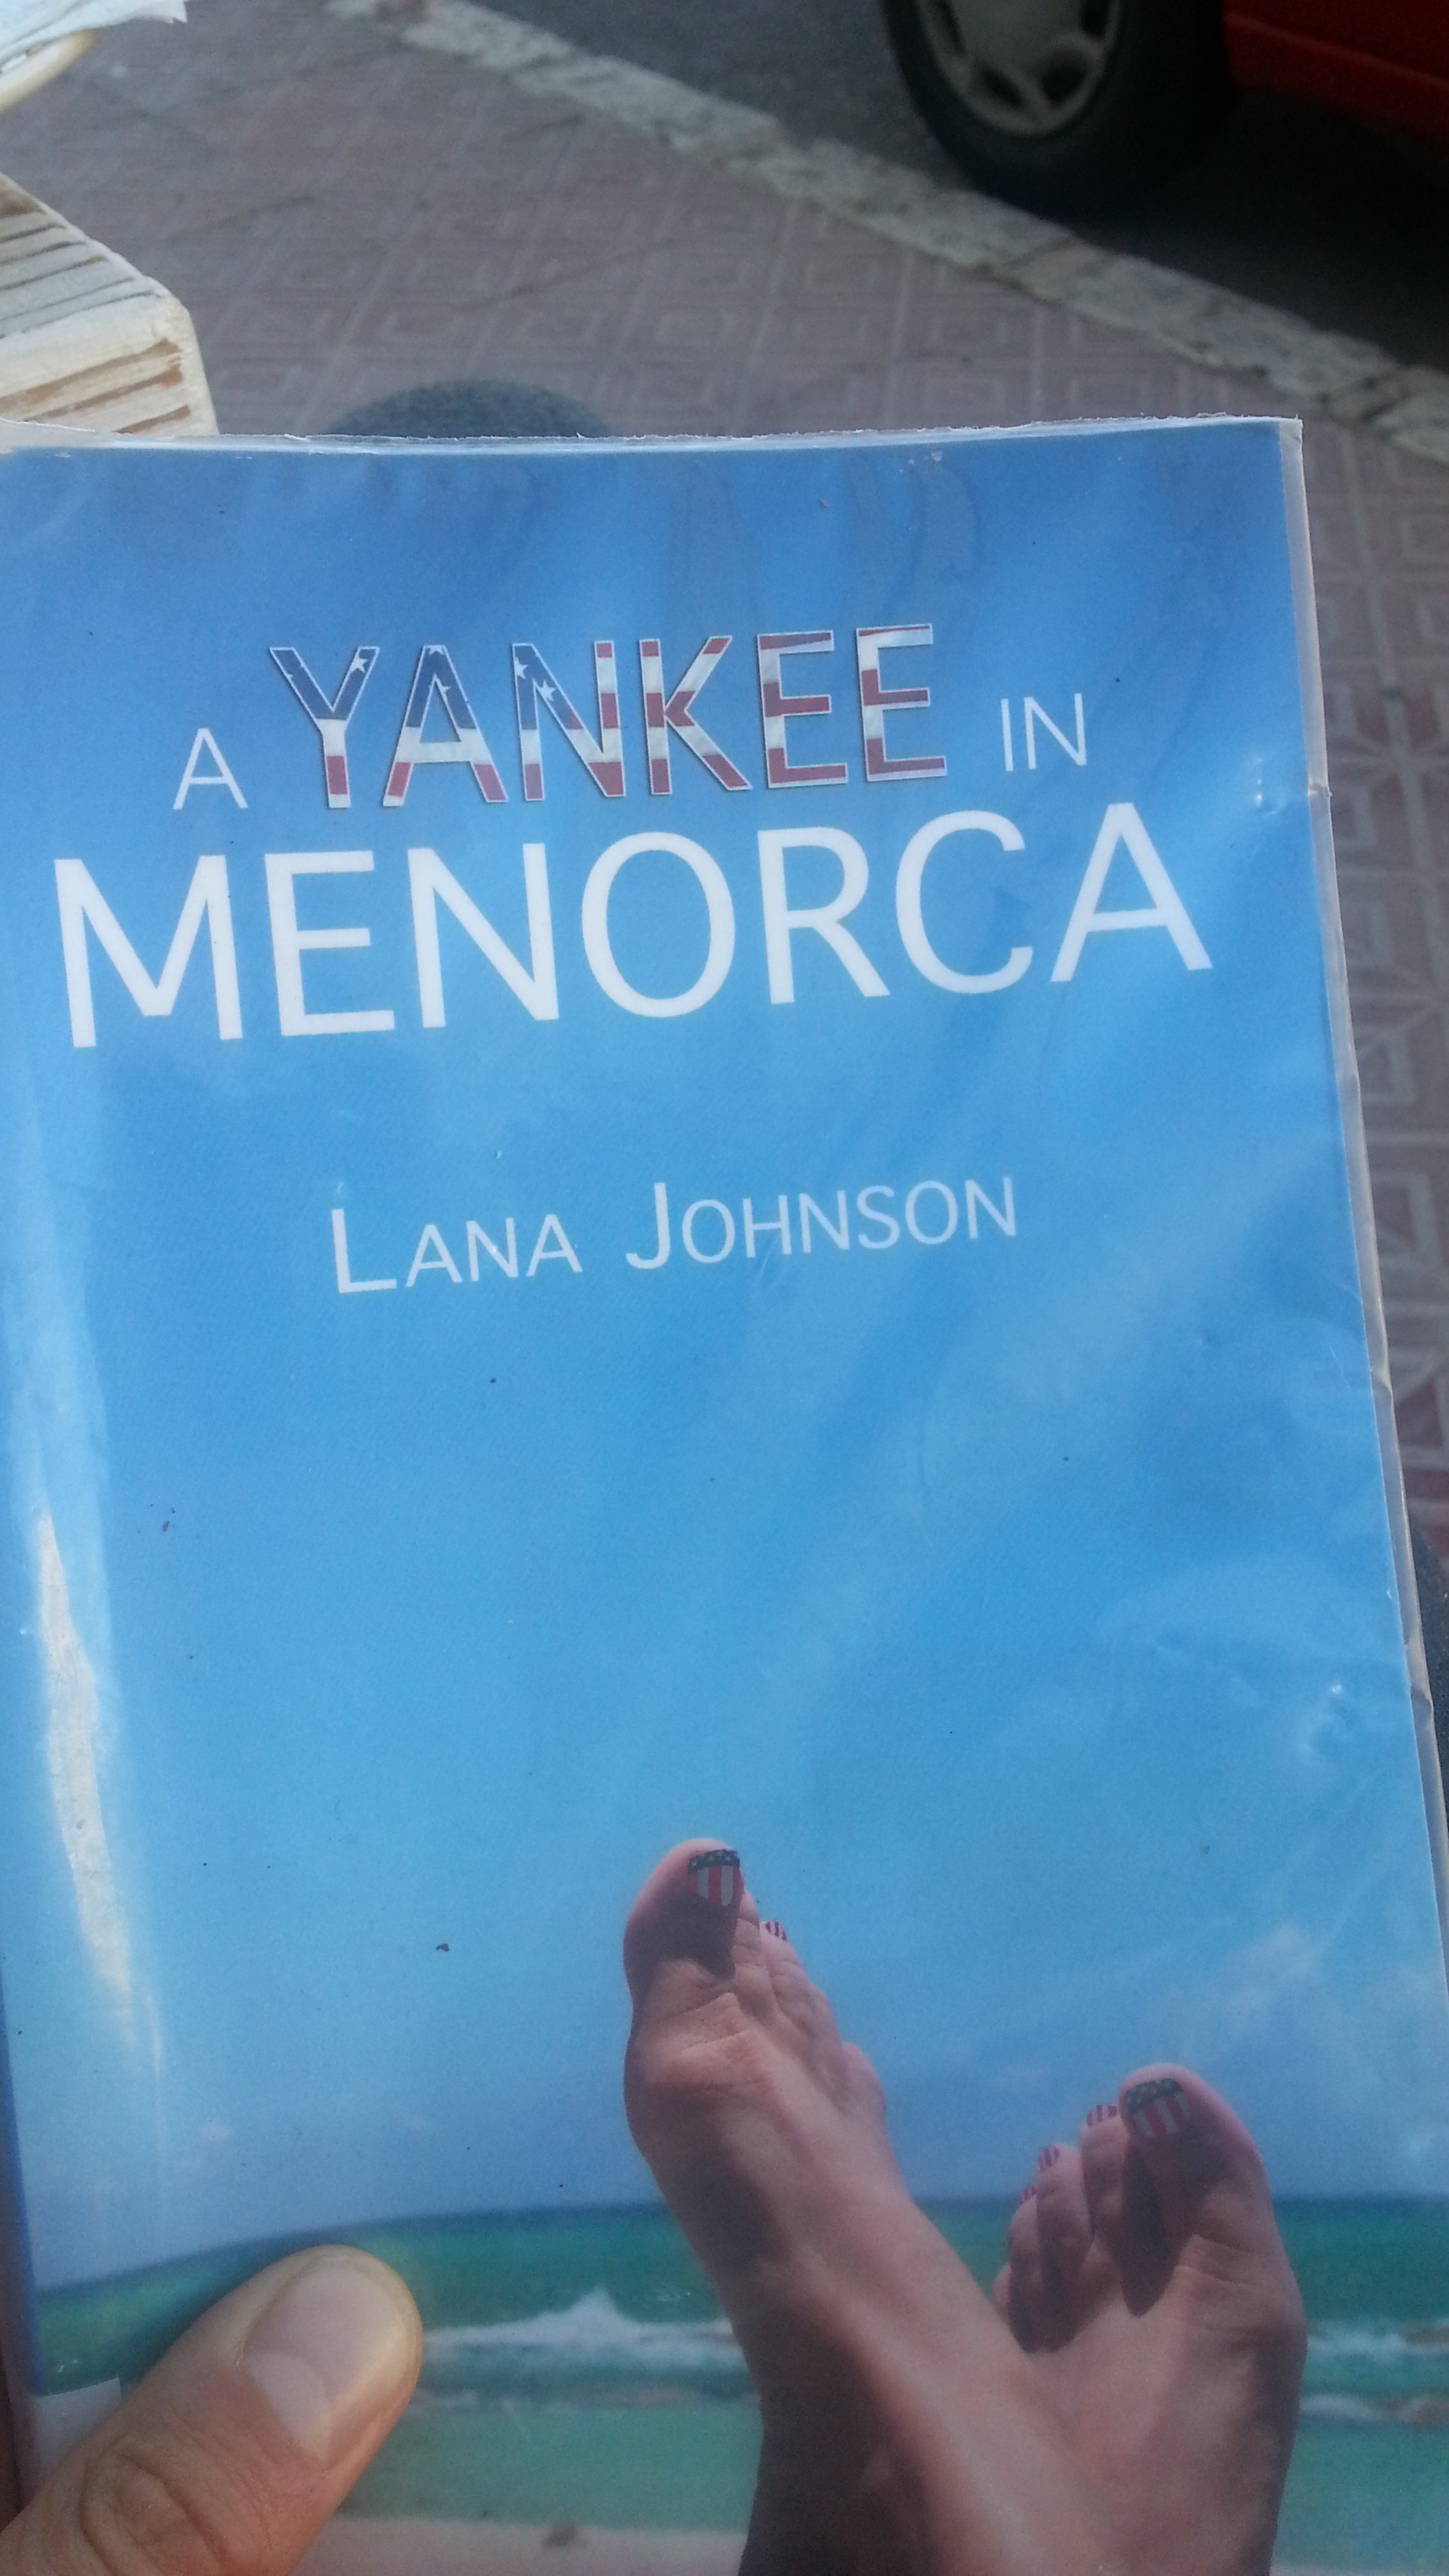 A YANKEE IN
MENORCA
LANA JOHNSON